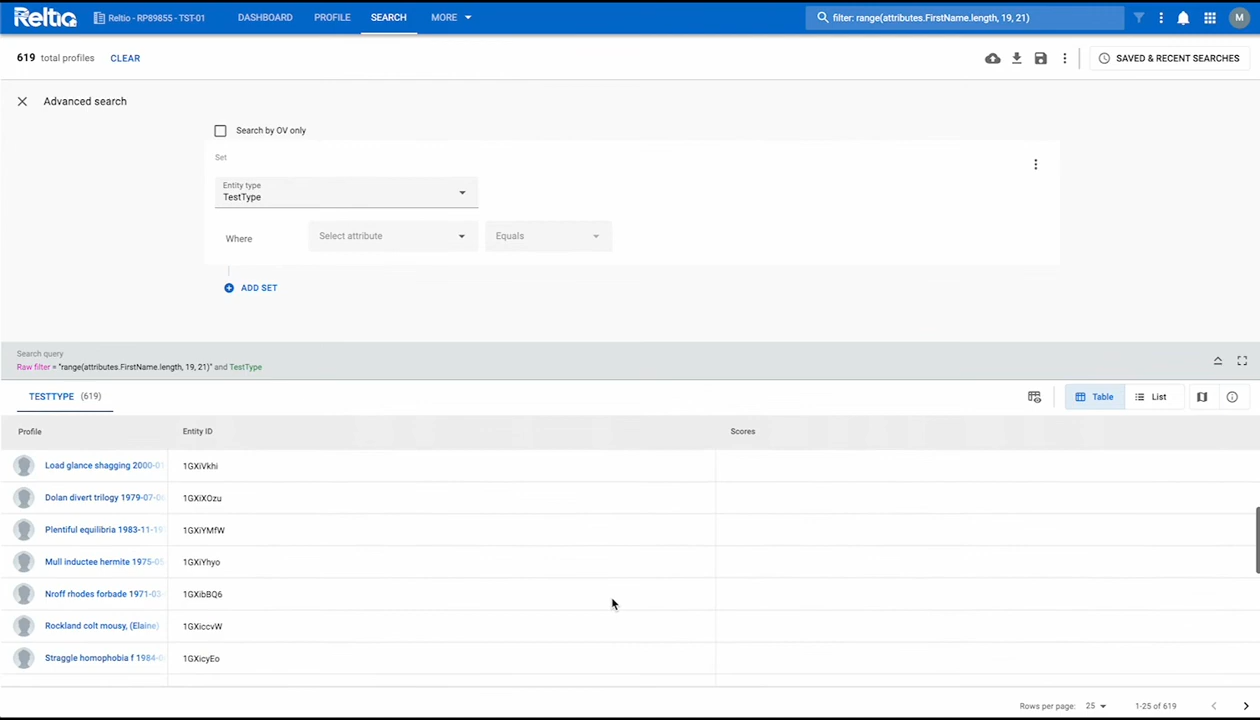 Reltio Reltio - RP89855 - TST-01 DASHBOARD PROFILE SEARCH MORE filter: range(attributes.FirstName.length, 19, 21) M
619 total profiles CLEAR SAVED & RECENT SEARCHES
Advanced search
Search by OV only
Set
Entity type
TestType
Where Select attribute Equals
ADD SET
Search query
Raw filter = "range(attributes.FirstName.length, 19, 21)" and TestType
TESTTYPE (619) Table List
Profile Entity ID Scores
Load glance shagging 2000-01 1GXiVkhi
Dolan divert trilogy 1979-07-0 1GXiXOzu
Plentiful equilibria 1983-11-19 1GXiYMfW
Mull inductee hermite 1975-05 1GXiYhyo
Nroff rhodes forbade 1971-03 1GXibBQ6
Rockland colt mousy, (Elaine) 1GXiccvW
Straggle homophobia f 1984-0 1GXicyEo
Rows per page: 25 1-25 of 619